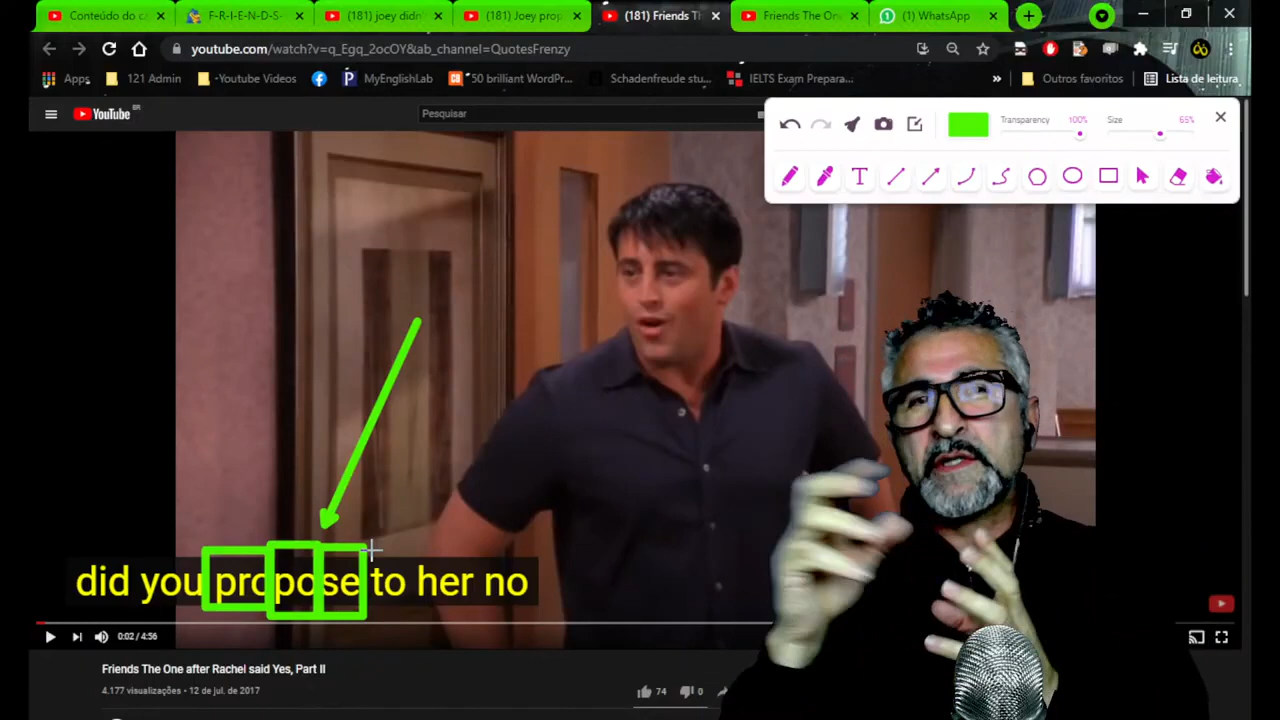 Conteúdo do ca
F-R-I-E-N-D-S-
(181) joey didn'
(181) Joey prop
(181) Friends T
Friends The One
(1) WhatsApp
youtube.com/watch?v=q_Egq_2ocOY&ab_channel=QuotesFrenzy
Apps
121 Admin
-Youtube Videos
MyEnglishLab
50 brilliant WordPr...
Schadenfreude stu...
IELTS Exam Prepara...
»
Outros favoritos
Lista de leitura
YouTube BR
Pesquisar
Transparency 100%
Size 65%
did you propose to her no
0:02 / 4:56
Friends The One after Rachel said Yes, Part II
4.177 visualizações • 12 de jul. de 2017
74
0